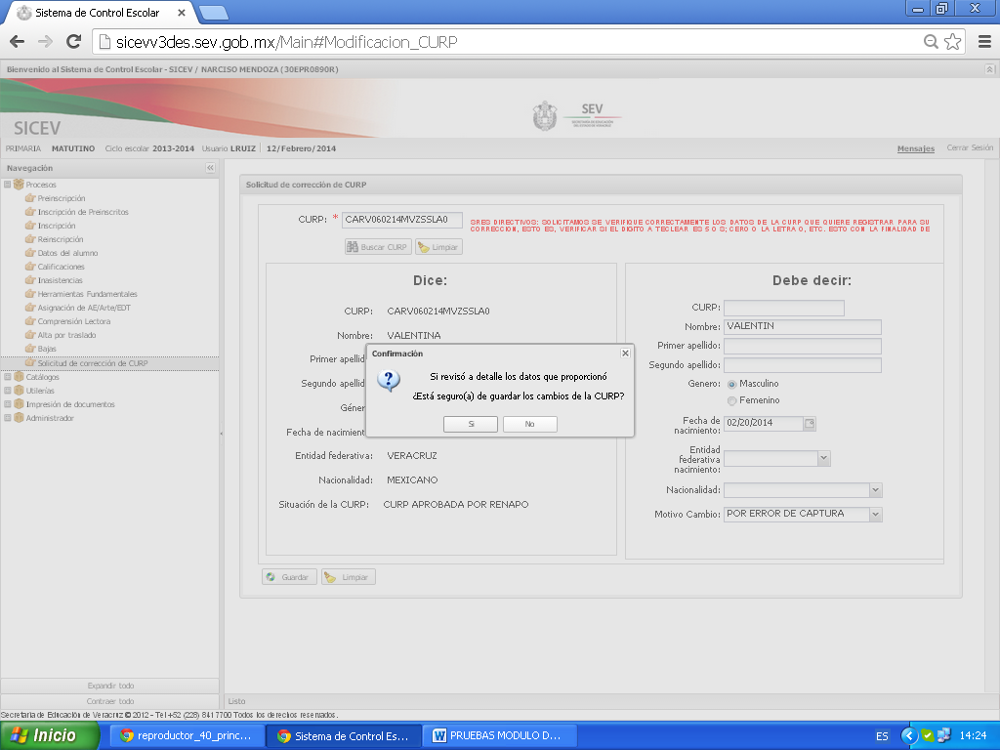 Sistema de Control Escolar
sicevv3des.sev.gob.mx/Main#Modificacion_CURP
Bienvenido al Sistema de Control Escolar - SICEV / NARCISO MENDOZA (30EPR0890R)
SICEV
SEV
PRIMARIA MATUTINO Ciclo escolar 2013-2014 Usuario LRUIZ 12/Febrero/2014
Mensajes Cerrar Sesión
Navegación
Procesos
Preinscripción
Inscripción de Preinscritos
Inscripción
Reinscripción
Datos del alumno
Calificaciones
Inasistencias
Herramientas Fundamentales
Asignación de AE/Arte/EDT
Comprensión Lectora
Alta por traslado
Bajas
Solicitud de corrección de CURP
Catálogos
Utilerías
Impresión de documentos
Administrador
Expandir todo
Contraer todo
Solicitud de corrección de CURP
CURP: * CARV060214MVZSSLA0
SRES DIRECTIVOS: SOLICITAMOS SE VERIFIQUE CORRECTAMENTE LOS DATOS DE LA CURP QUE QUIERE REGISTRAR PARA SU
CORRECCION, ESTO ES, VERIFICAR SI EL DIGITO A TECLEAR ES 5 O S; CERO O LA LETRA O, ETC. ESTO CON LA FINALIDAD DE
Buscar CURP Limpiar
Dice:
CURP: CARV060214MVZSSLA0
Nombre: VALENTINA
Primer apellid
Segundo apellid
Géner
Fecha de nacimient
Entidad federativa: VERACRUZ
Nacionalidad: MEXICANO
Situación de la CURP: CURP APROBADA POR RENAPO
Debe decir:
CURP:
Nombre: VALENTIN
Primer apellido:
Segundo apellido:
Genero: Masculino
Femenino
Fecha de
nacimiento: 02/20/2014
Entidad
federativa
nacimiento:
Nacionalidad:
Motivo Cambio: POR ERROR DE CAPTURA
Confirmación
Si revisó a detalle los datos que proporcionó
¿Está seguro(a) de guardar los cambios de la CURP?
Si No
Guardar Limpiar
Listo
Secretaría de Educación de Veracruz © 2012 - Tel +52 (228) 841 7700 Todos los derechos reservados.
Inicio reproductor_40_princ... Sistema de Control Es... PRUEBAS MODULO D... ES 14:24